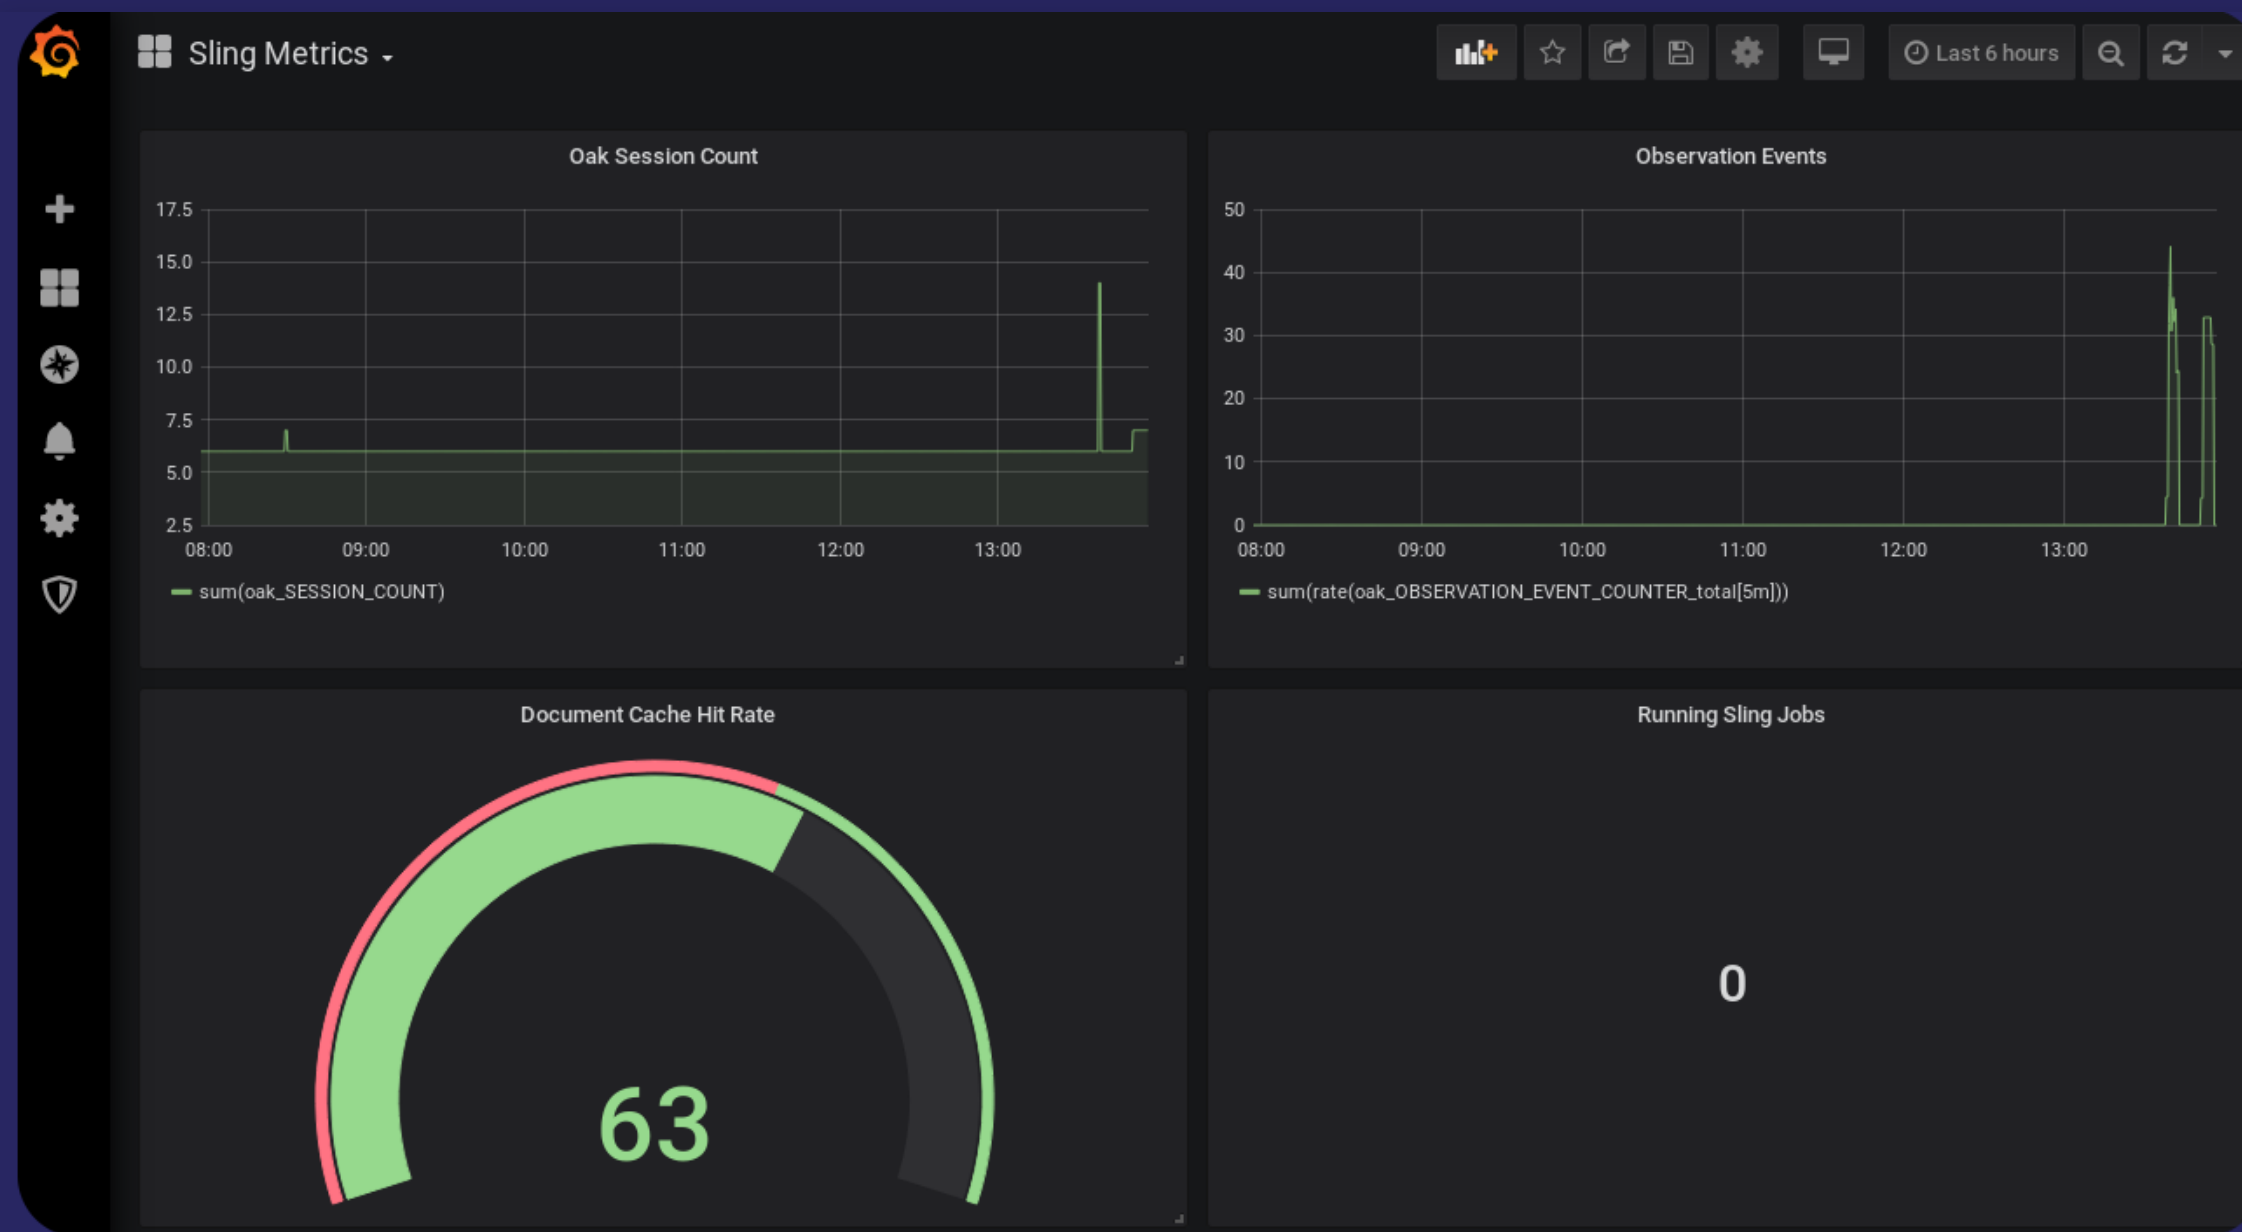 Sling Metrics
Last 6 hours
Oak Session Count
17.5
15.0
12.5
10.0
7.5
5.0
2.5
08:00 09:00 10:00 11:00 12:00 13:00
sum(oak_SESSION_COUNT)
Observation Events
50
40
30
20
10
0
08:00 09:00 10:00 11:00 12:00 13:00
sum(rate(oak_OBSERVATION_EVENT_COUNTER_total[5m]))
Document Cache Hit Rate
63
Running Sling Jobs
0